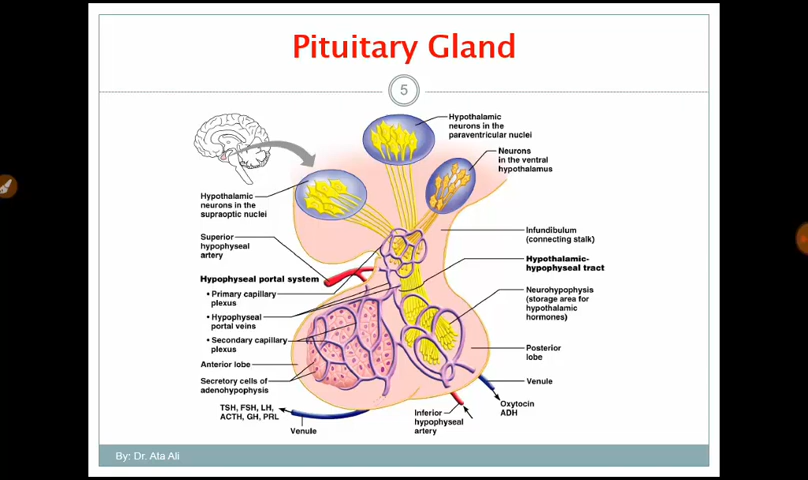 Pituitary Gland
5
Hypothalamic
neurons in the
paraventricular nuclei
Neurons
in the ventral
hypothalamus
Hypothalamic
neurons in the
supraoptic nuclei
Superior
hypophyseal
artery
Hypophyseal portal system
• Primary capillary
plexus
• Hypophyseal
portal veins
• Secondary capillary
plexus
Anterior lobe
Secretory cells of
adenohypophysis
TSH, FSH, LH,
ACTH, GH, PRL
Venule
Infundibulum
(connecting stalk)
Hypothalamic-
hypophyseal tract
Neurohypophysis
(storage area for
hypothalamic
hormones)
Posterior
lobe
Venule
Oxytocin
ADH
Inferior
hypophyseal
artery
By: Dr. Ata Ali